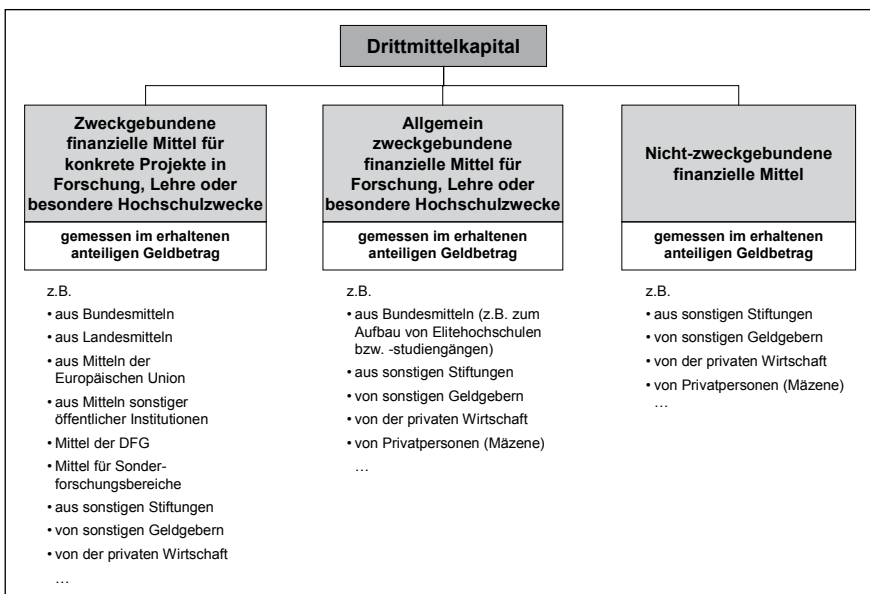 Drittmittelkapital
Zweckgebundene
finanzielle Mittel für
konkrete Projekte in
Forschung, Lehre oder
besondere Hochschulzwecke
gemessen im erhaltenen
anteiligen Geldbetrag
z.B.
• aus Bundesmitteln
• aus Landesmitteln
• aus Mitteln der
Europäischen Union
• aus Mitteln sonstiger
öffentlicher Institutionen
• Mittel der DFG
• Mittel für Sonder-
forschungsbereiche
• aus sonstigen Stiftungen
• von sonstigen Geldgebern
• von der privaten Wirtschaft
…
Allgemein
zweckgebundene
finanzielle Mittel für
Forschung, Lehre oder
besondere Hochschulzwecke
gemessen im erhaltenen
anteiligen Geldbetrag
z.B.
• aus Bundesmitteln (z.B. zum
Aufbau von Elitehochschulen
bzw. -studiengängen)
• aus sonstigen Stiftungen
• von sonstigen Geldgebern
• von der privaten Wirtschaft
• von Privatpersonen (Mäzene)
…
Nicht-zweckgebundene
finanzielle Mittel
gemessen im erhaltenen
anteiligen Geldbetrag
z.B.
• aus sonstigen Stiftungen
• von sonstigen Geldgebern
• von der privaten Wirtschaft
• von Privatpersonen (Mäzene)
…